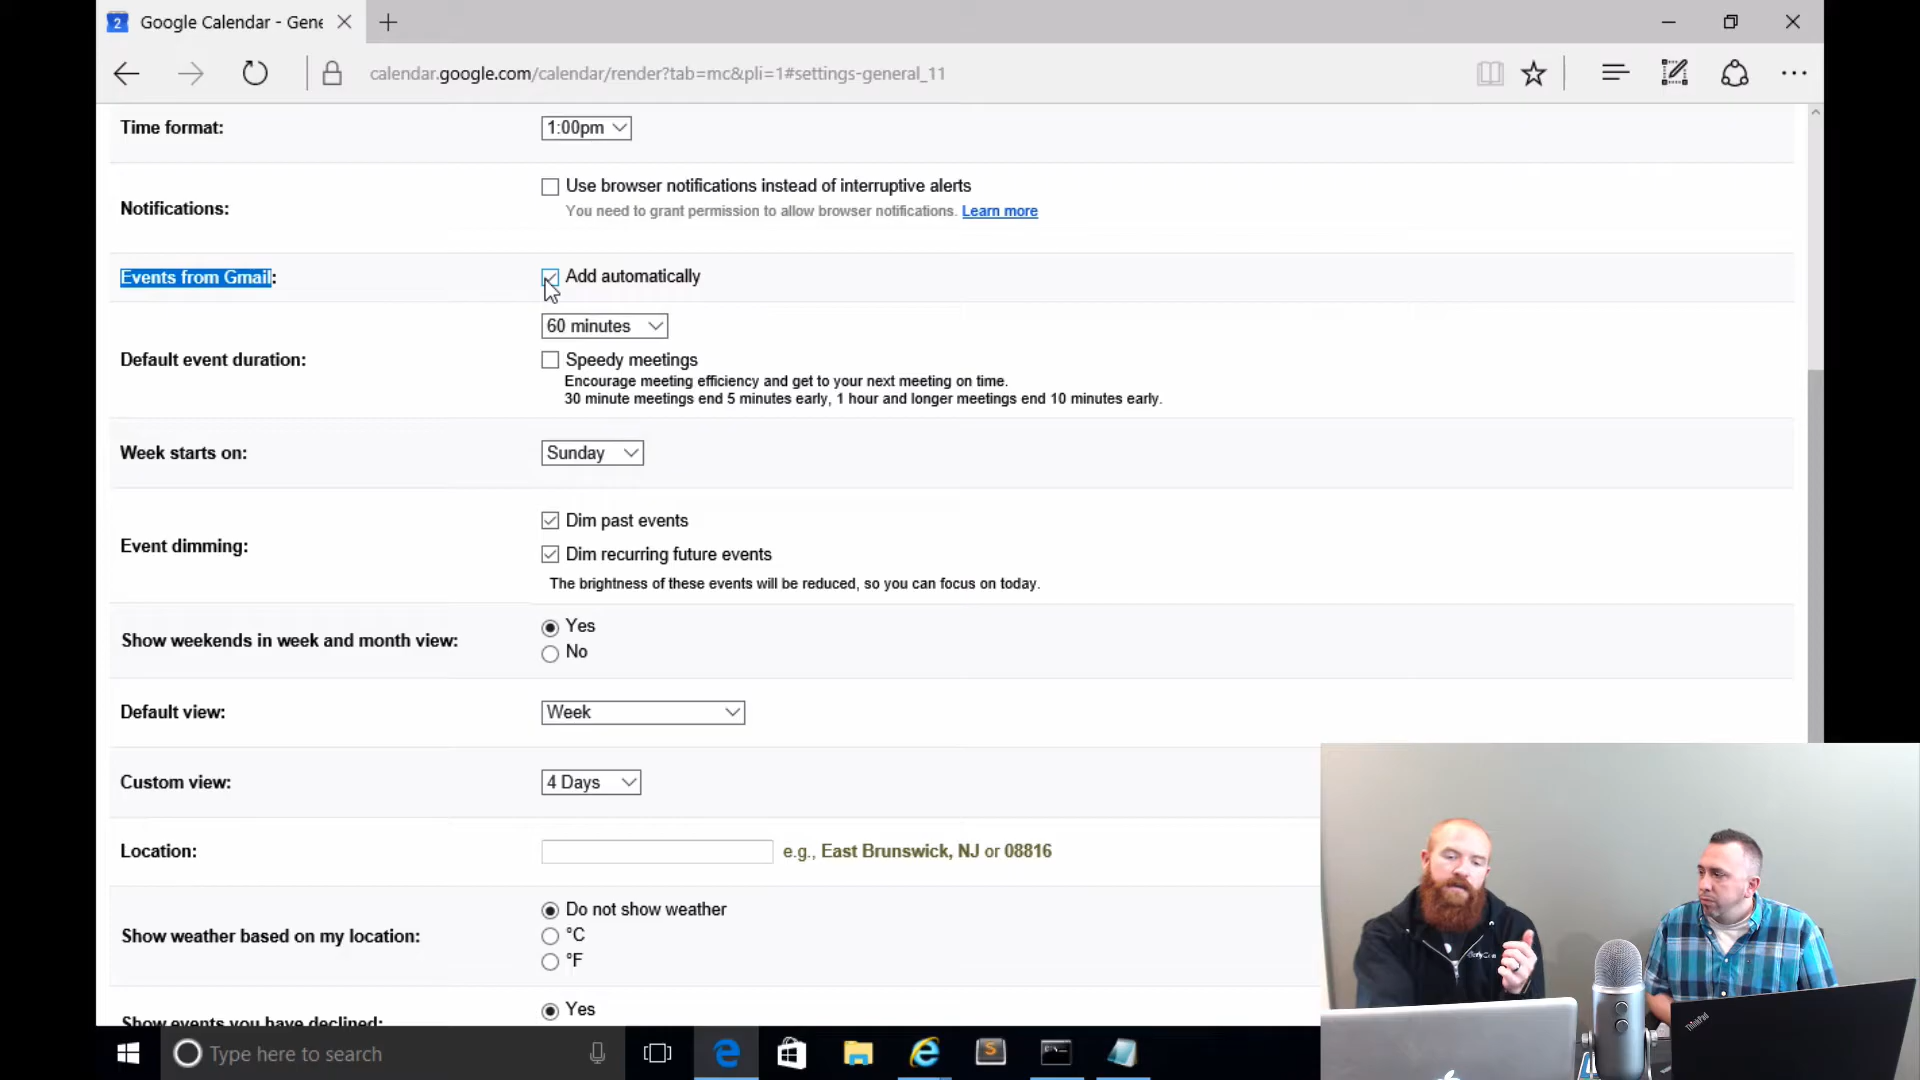 2 Google Calendar - Gene
calendar.google.com/calendar/render?tab=mc&pli=1#settings-general_11
Time format:
1:00pm
Notifications:
Use browser notifications instead of interruptive alerts
You need to grant permission to allow browser notifications. Learn more
Events from Gmail:
Add automatically
Default event duration:
60 minutes
Speedy meetings
Encourage meeting efficiency and get to your next meeting on time.
30 minute meetings end 5 minutes early, 1 hour and longer meetings end 10 minutes early.
Week starts on:
Sunday
Event dimming:
Dim past events
Dim recurring future events
The brightness of these events will be reduced, so you can focus on today.
Show weekends in week and month view:
Yes
No
Default view:
Week
Custom view:
4 Days
Location:
e.g., East Brunswick, NJ or 08816
Show weather based on my location:
Do not show weather
°C
°F
Show events you have declined:
Yes
Type here to search
ThinkPad